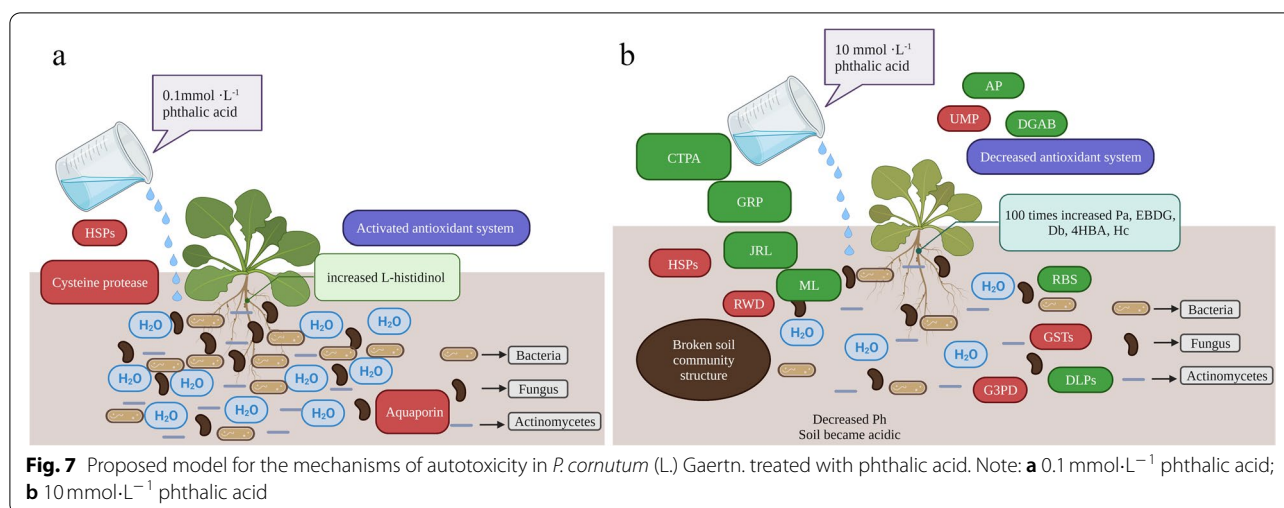 a
0.1mmol ·L-1
phthalic acid
HSPs
Cysteine protease
Activated antioxidant system
increased L-histidinol
H₂O
H₂O
H₂O
H₂O
H₂O
H₂O
H₂O
H₂O
H₂O
H₂O
H₂O
Aquaporin
Bacteria
Fungus
Actinomycetes
b
10 mmol ·L-1
phthalic acid
AP
UMP
DGAB
CTPA
Decreased antioxidant system
GRP
100 times increased Pa, EBDG,
Db, 4HBA, Hc
JRL
HSPs
ML
RBS
RWD
H₂O
H₂O
H₂O
H₂O
H₂O
Broken soil
community
structure
GSTs
G3PD
DLPs
Bacteria
Fungus
Actinomycetes
Decreased Ph
Soil became acidic
Fig. 7 Proposed model for the mechanisms of autotoxicity in P. cornutum (L.) Gaertn. treated with phthalic acid. Note: a 0.1 mmol·L−1 phthalic acid;
b 10 mmol·L−1 phthalic acid